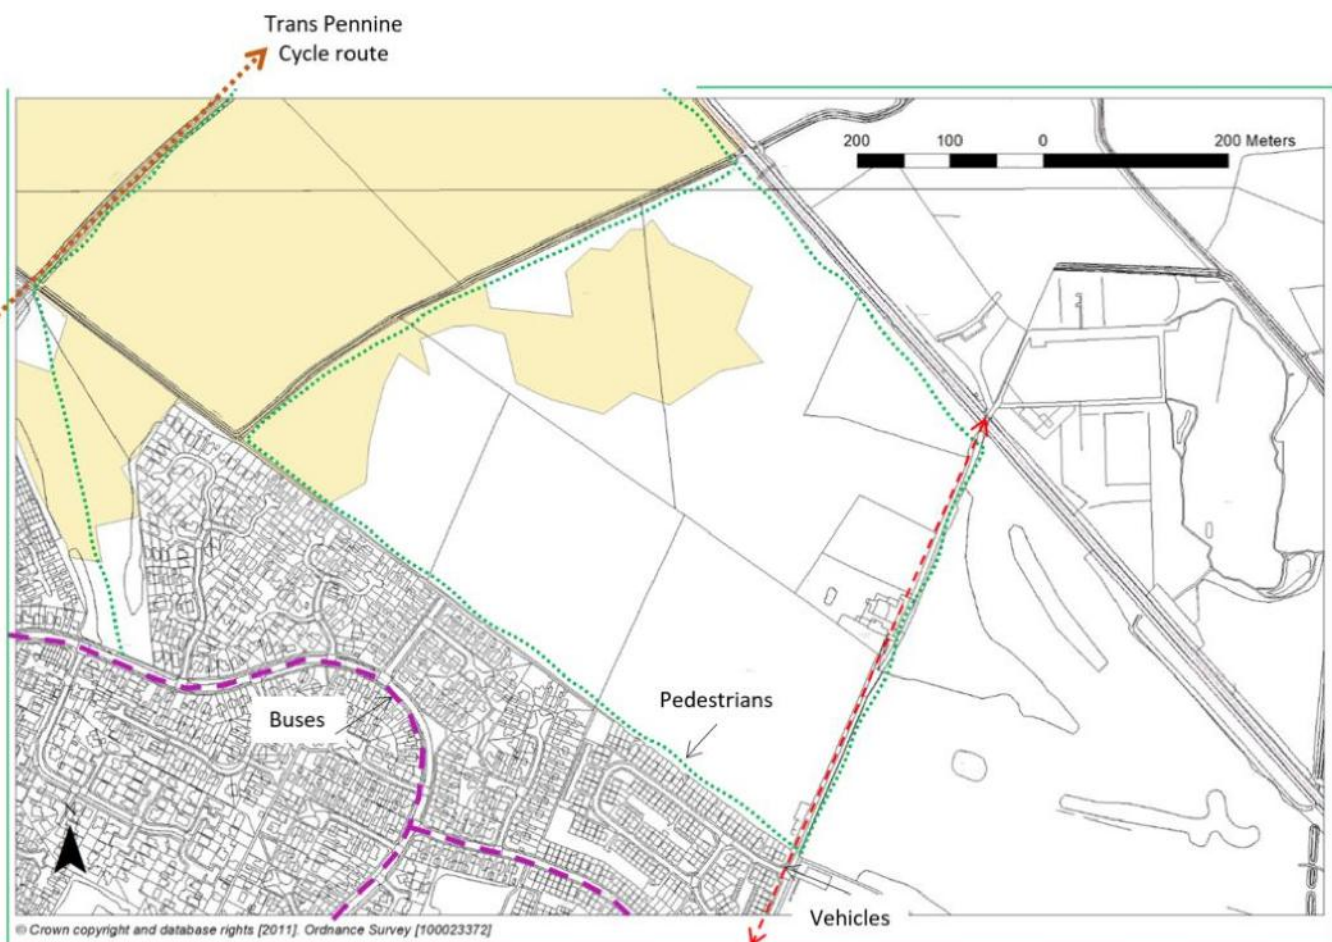 Trans Pennine
Cycle route
200 100 0 200 Meters
Pedestrians
Buses
Vehicles
© Crown copyright and database rights [2011]. Ordnance Survey [100023372]